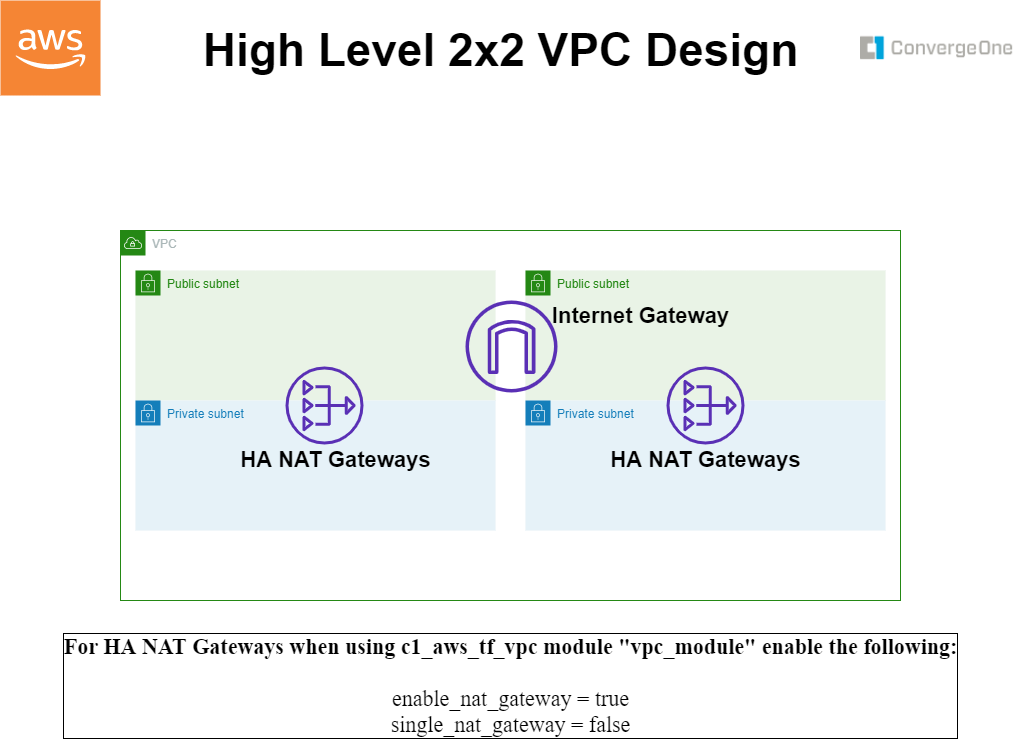 aws
High Level 2x2 VPC Design
ConvergeOne
VPC
Public subnet
Public subnet
Internet Gateway
Private subnet
Private subnet
HA NAT Gateways
HA NAT Gateways
For HA NAT Gateways when using c1_aws_tf_vpc module "vpc_module" enable the following:
enable_nat_gateway = true
single_nat_gateway = false